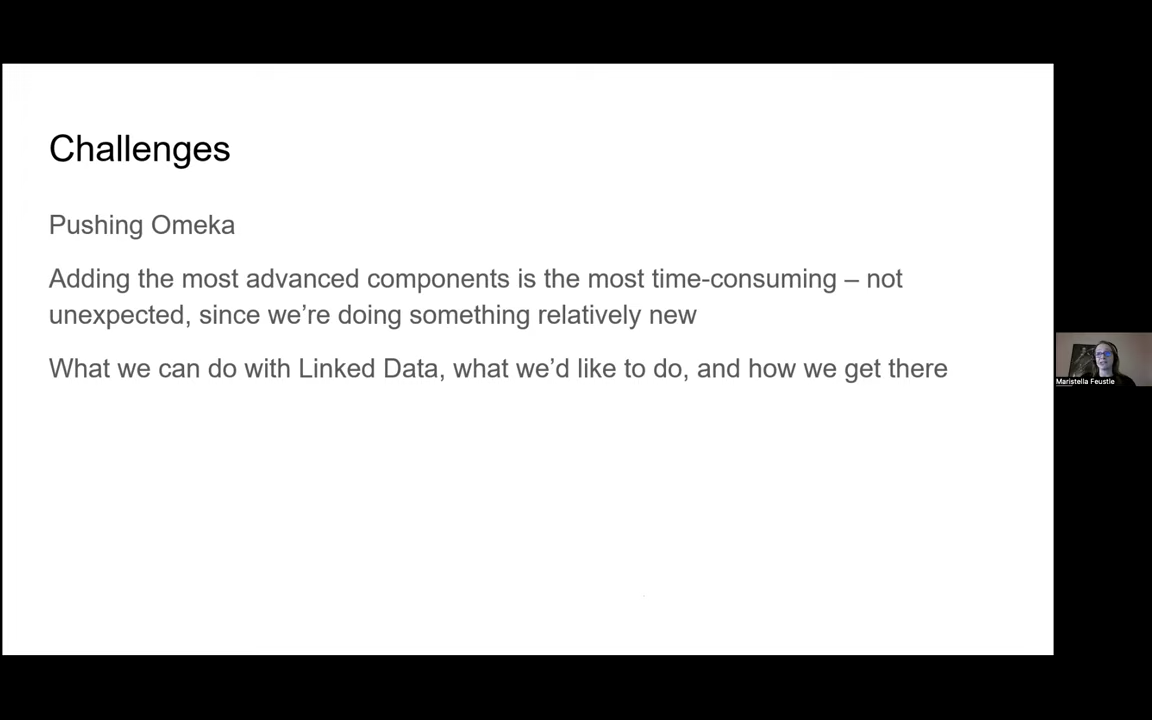 Challenges
Pushing Omeka
Adding the most advanced components is the most time-consuming – not
unexpected, since we’re doing something relatively new
What we can do with Linked Data, what we’d like to do, and how we get there
Maristella Feustle